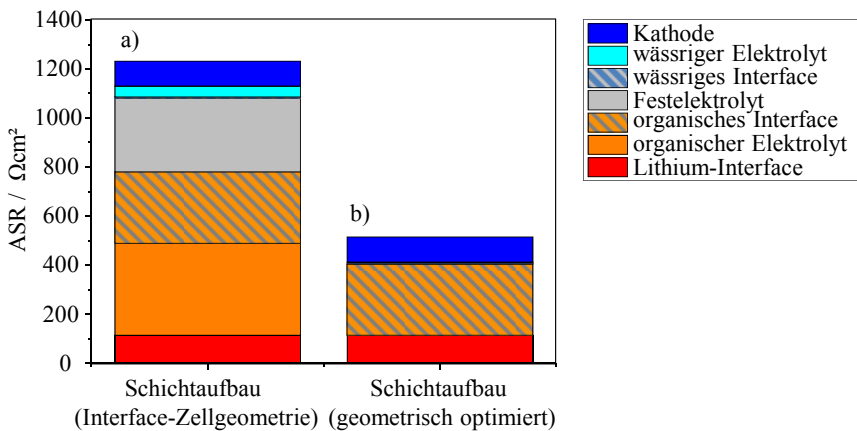 1400
1200
1000
800
600
400
200
0
ASR / Ωcm²
a)
b)
Schichtaufbau
(Interface-Zellgeometrie)
Schichtaufbau
(geometrisch optimiert)
Kathode
wässriger Elektrolyt
wässriges Interface
Festelektrolyt
organisches Interface
organischer Elektrolyt
Lithium-Interface